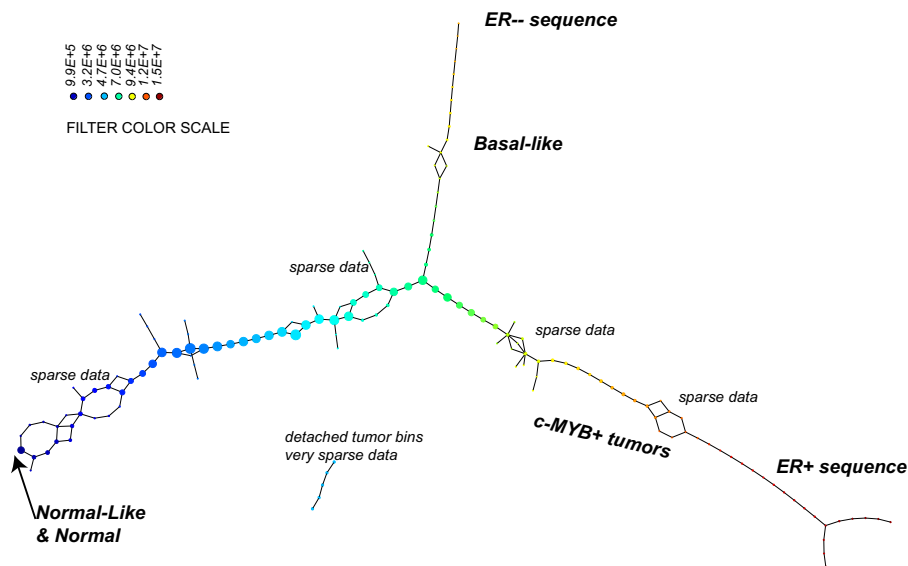 ER-- sequence
9.9E+5
3.2E+6
4.7E+6
7.0E+6
9.4E+6
1.2E+7
1.5E+7
FILTER COLOR SCALE
Basal-like
sparse data
sparse data
sparse data
sparse data
c-MYB+ tumors
detached tumor bins
very sparse data
ER+ sequence
Normal-Like
& Normal